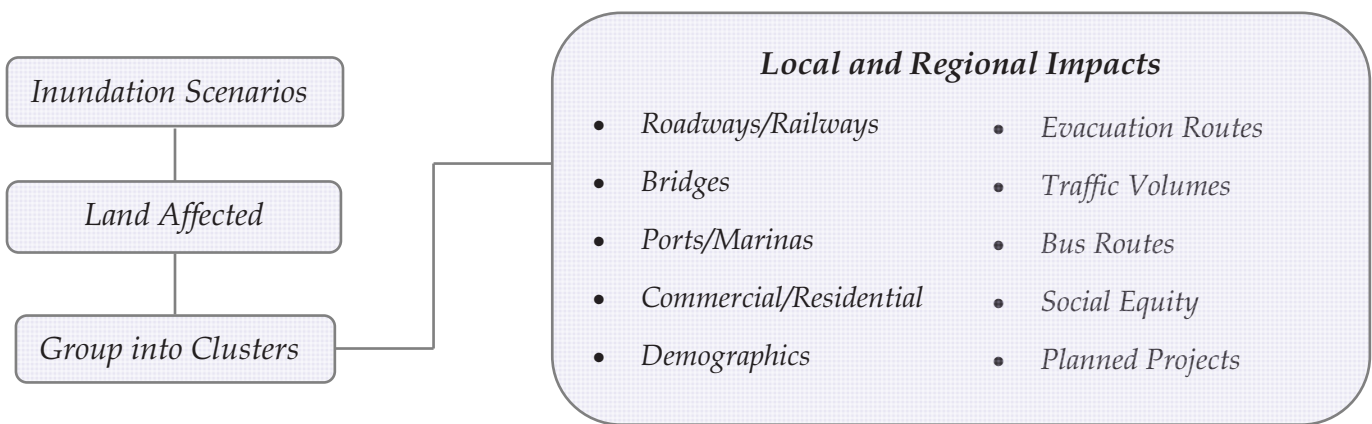 Inundation Scenarios
Land Affected
Group into Clusters
Local and Regional Impacts
• Roadways/Railways
• Bridges
• Ports/Marinas
• Commercial/Residential
• Demographics
• Evacuation Routes
• Traffic Volumes
• Bus Routes
• Social Equity
• Planned Projects